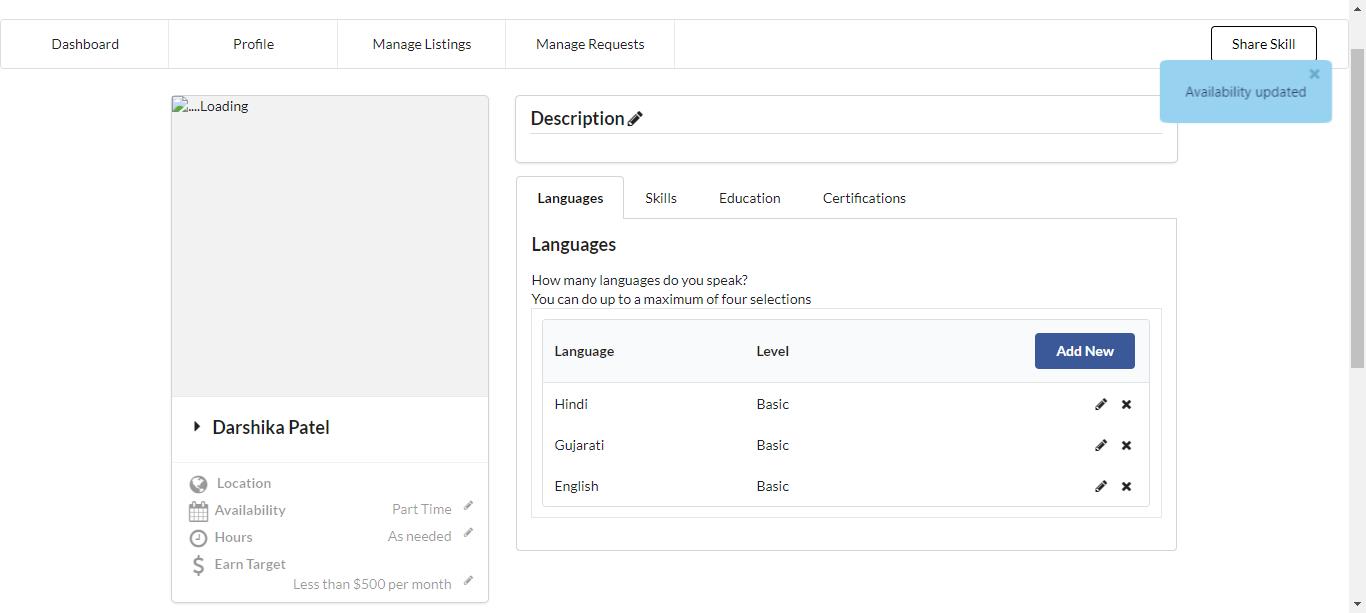 Dashboard Profile Manage Listings Manage Requests Share Skill
Availability updated
....Loading
Darshika Patel
Location
Availability Part Time
Hours As needed
Earn Target
Less than $500 per month
Description
Languages Skills Education Certifications
Languages
How many languages do you speak?
You can do up to a maximum of four selections
Language Level Add New
Hindi Basic
Gujarati Basic
English Basic